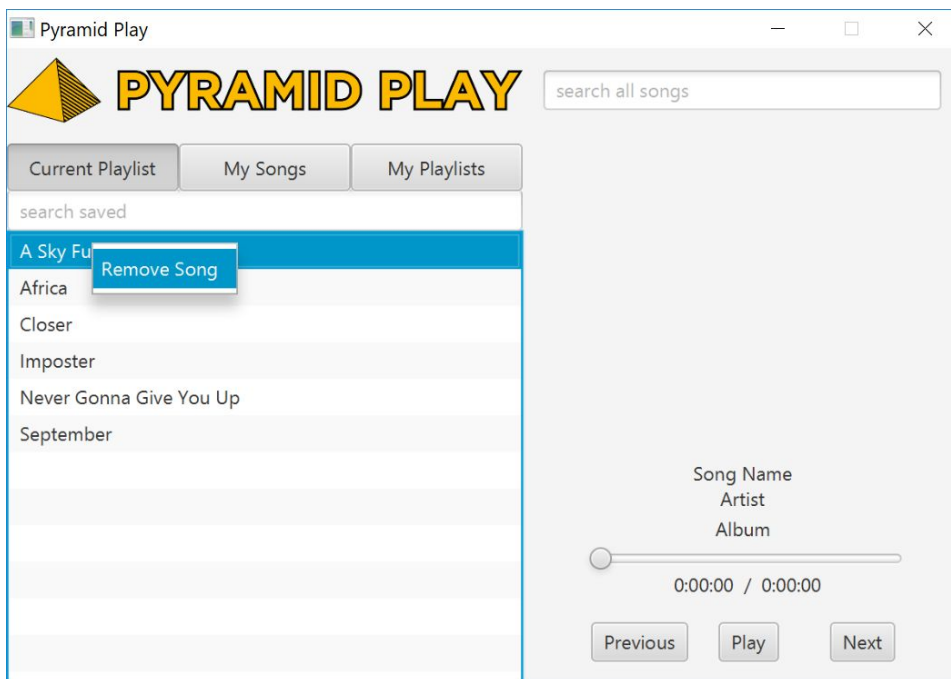 Pyramid Play
PYRAMID PLAY
search all songs
Current Playlist
My Songs
My Playlists
search saved
A Sky Fu
Remove Song
Africa
Closer
Imposter
Never Gonna Give You Up
September
Song Name
Artist
Album
0:00:00 / 0:00:00
Previous
Play
Next